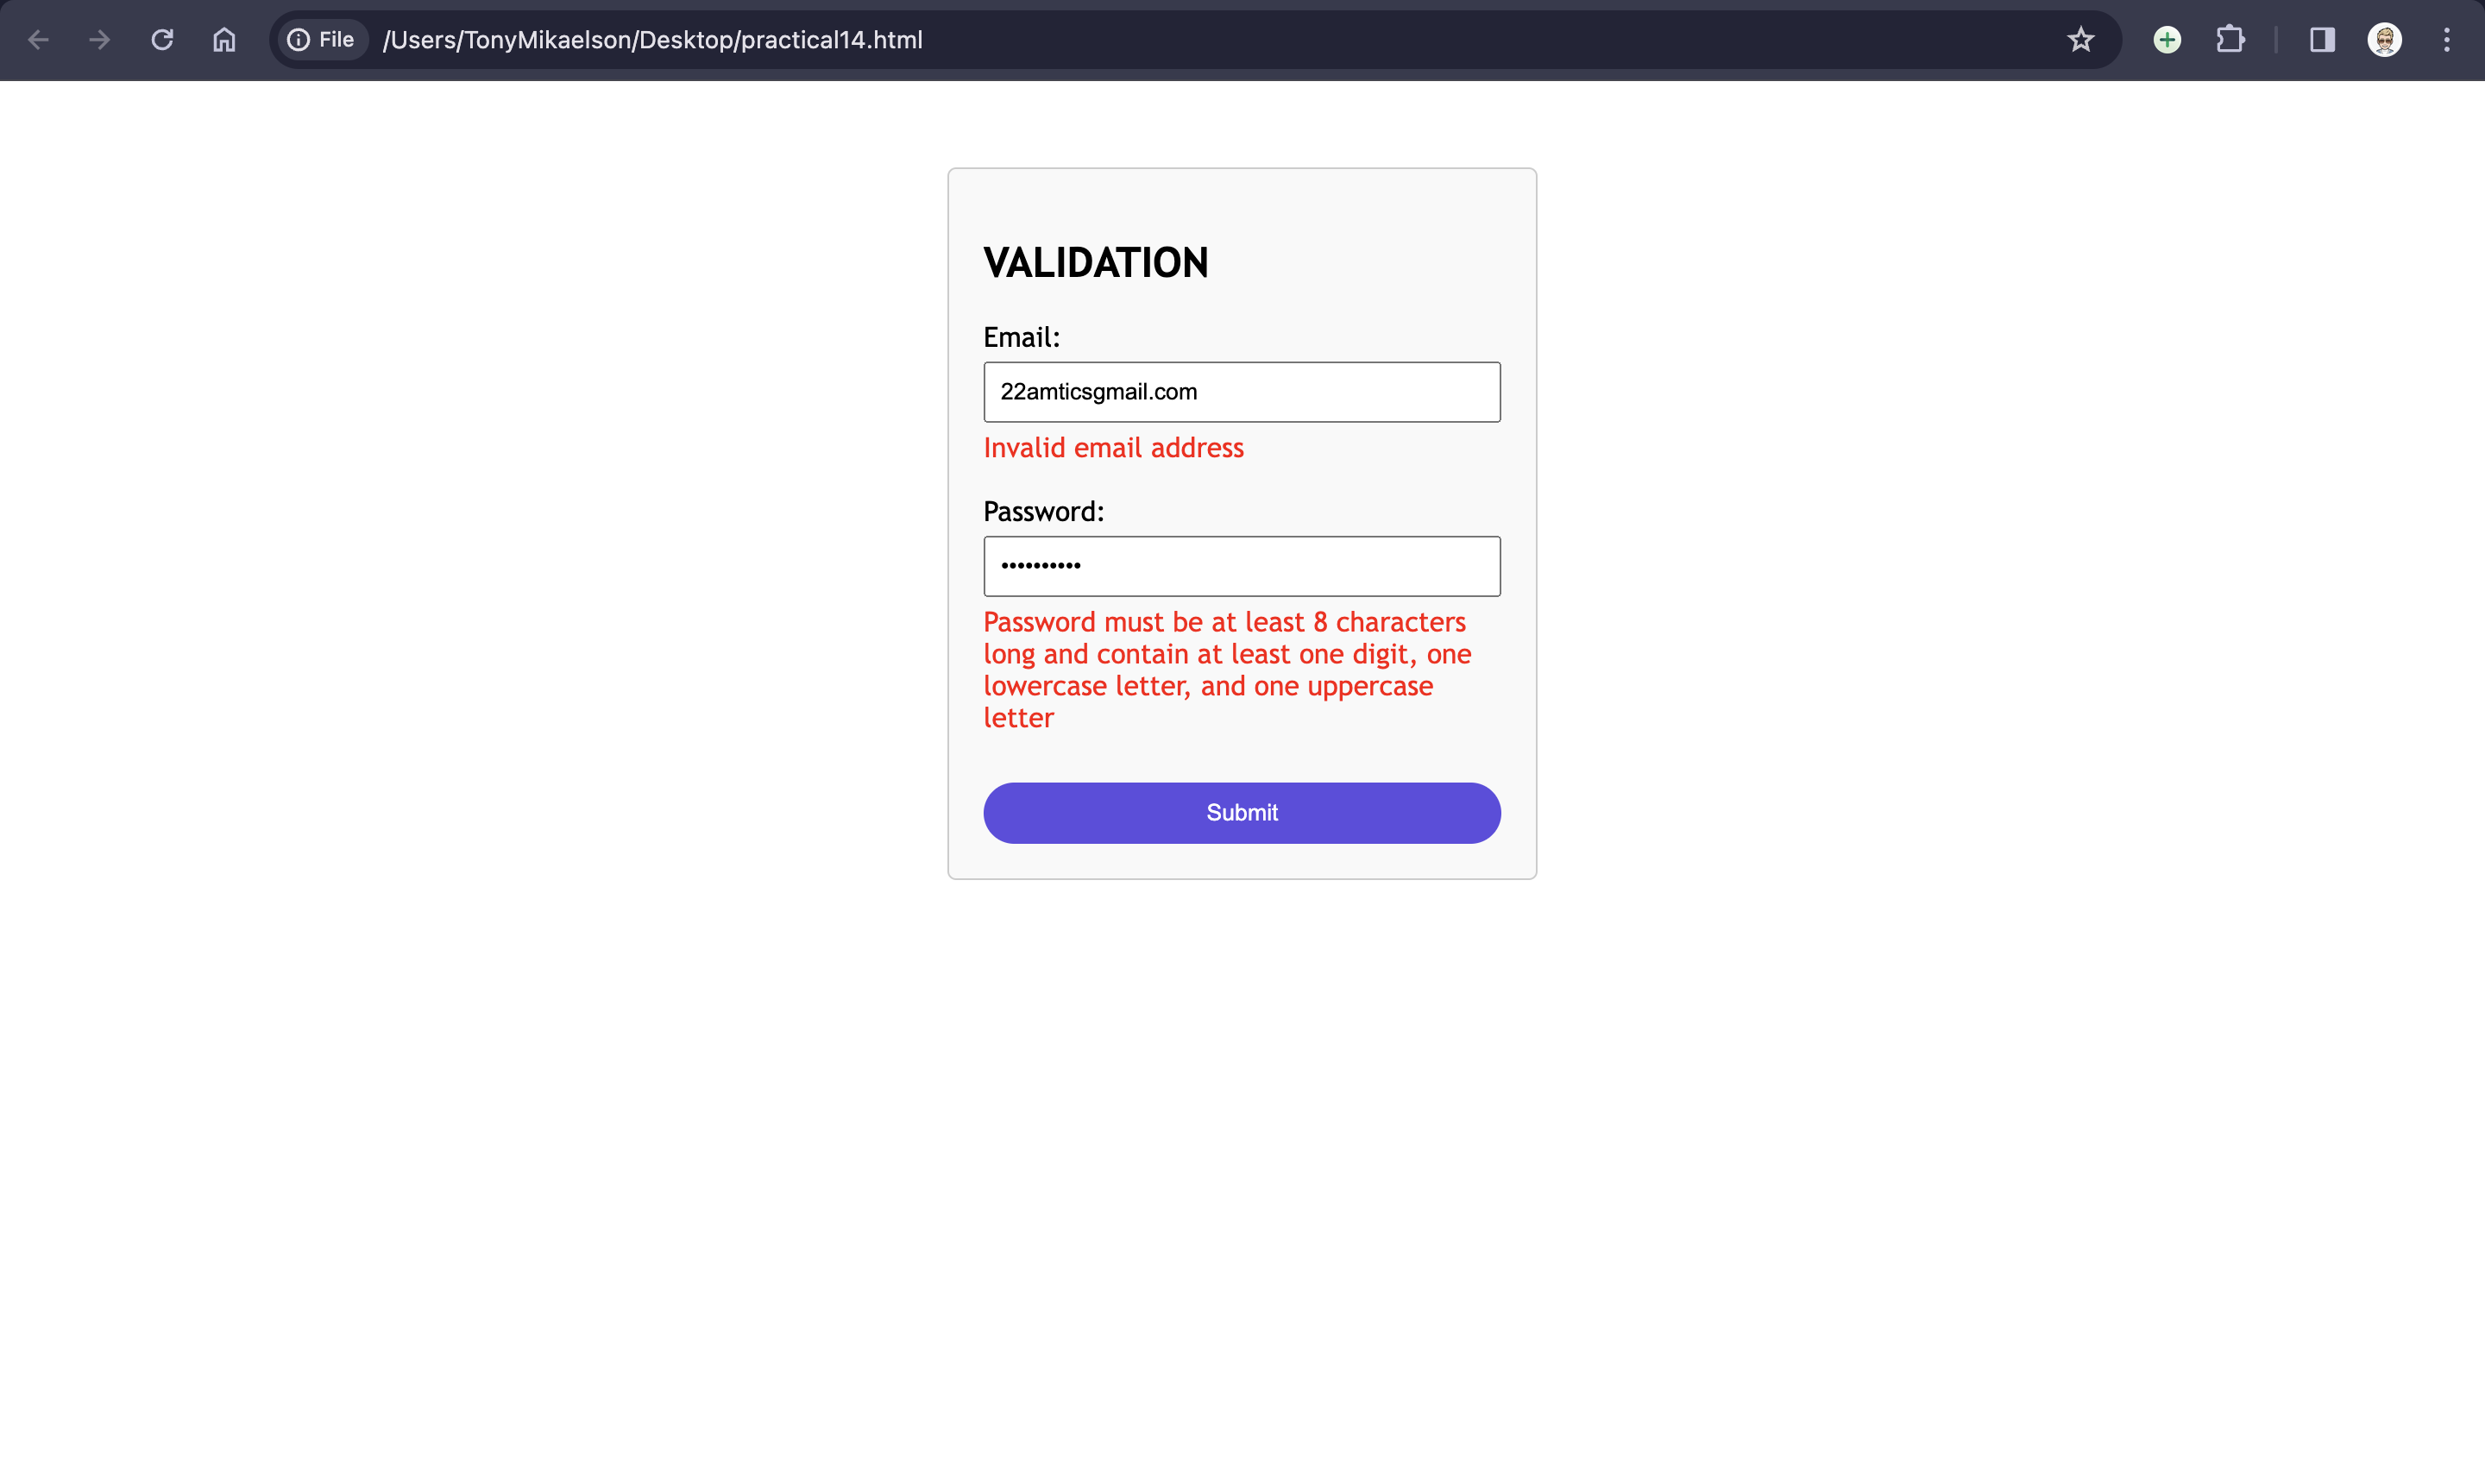 File /Users/TonyMikaelson/Desktop/practical14.html
VALIDATION
Email:
22amticsgmail.com
Invalid email address
Password:
••••••••••
Password must be at least 8 characters
long and contain at least one digit, one
lowercase letter, and one uppercase
letter
Submit